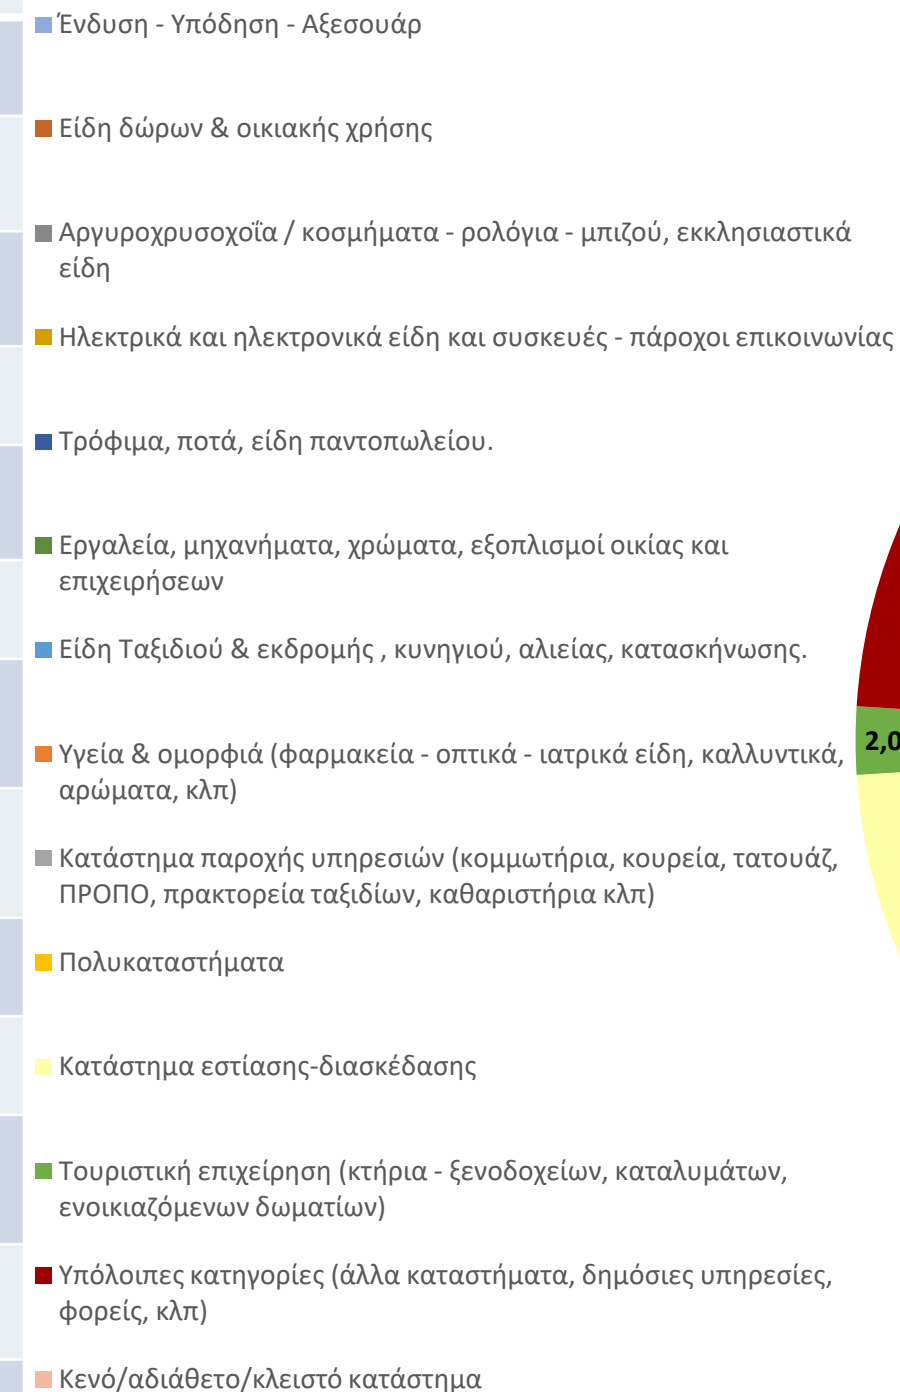 Ένδυση - Υπόδηση - Αξεσουάρ
Είδη δώρων & οικιακής χρήσης
Αργυροχρυσοχοΐα / κοσμήματα - ρολόγια - μπιζού, εκκλησιαστικά
είδη
Ηλεκτρικά και ηλεκτρονικά είδη και συσκευές - πάροχοι επικοινωνίας
Τρόφιμα, ποτά, είδη παντοπωλείου.
Εργαλεία, μηχανήματα, χρώματα, εξοπλισμοί οικίας και
επιχειρήσεων
Είδη Ταξιδιού & εκδρομής , κυνηγιού, αλιείας, κατασκήνωσης.
2,0
Υγεία & ομορφιά (φαρμακεία - οπτικά - ιατρικά είδη, καλλυντικά,
αρώματα, κλπ)
Κατάστημα παροχής υπηρεσιών (κομμωτήρια, κουρεία, τατουάζ,
ΠΡΟΠΟ, πρακτορεία ταξιδίων, καθαριστήρια κλπ)
Πολυκαταστήματα
Κατάστημα εστίασης-διασκέδασης
Τουριστική επιχείρηση (κτήρια - ξενοδοχείων, καταλυμάτων,
ενοικιαζόμενων δωματίων)
Υπόλοιπες κατηγορίες (άλλα καταστήματα, δημόσιες υπηρεσίες,
φορείς, κλπ)
Κενό/αδιάθετο/κλειστό κατάστημα